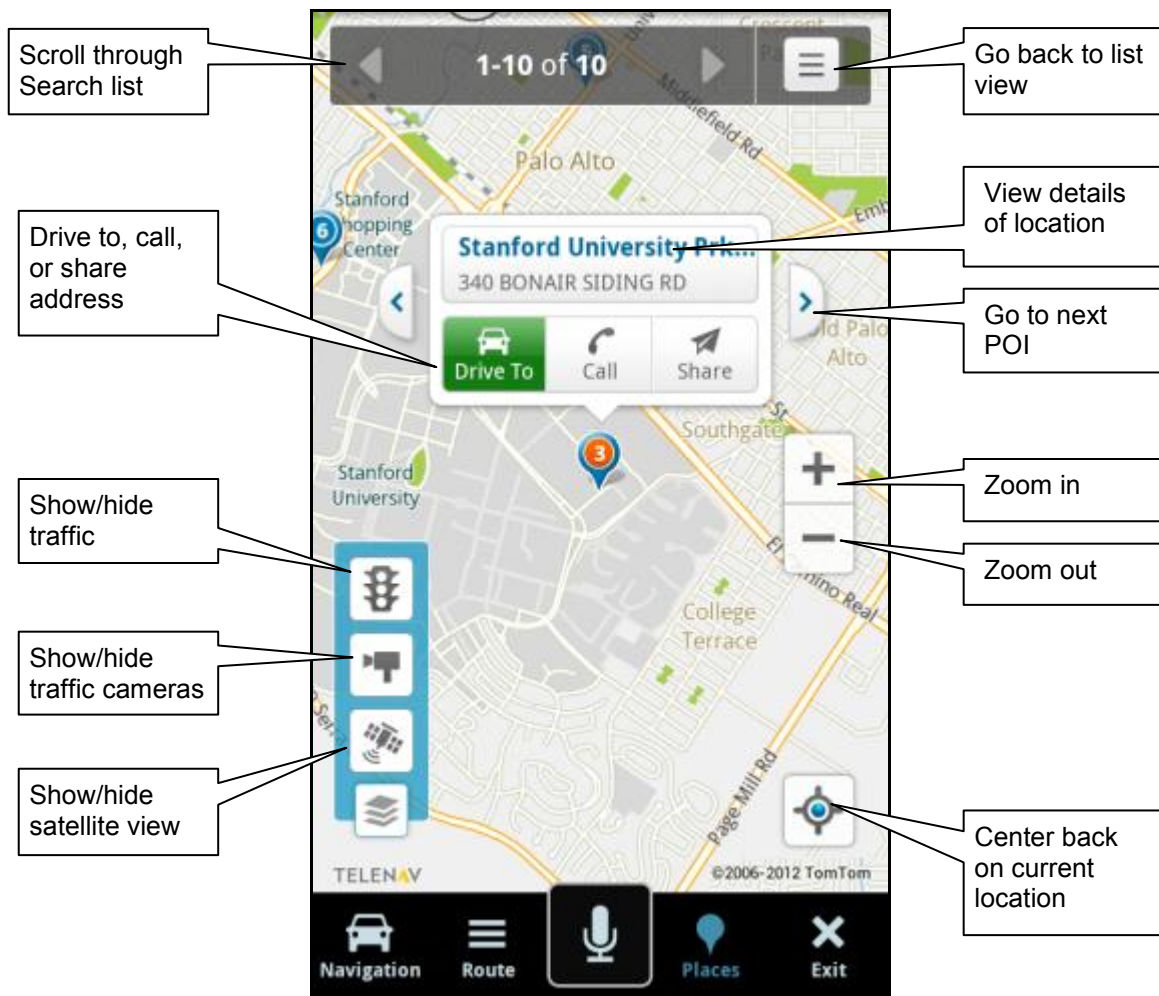 Scroll through
Search list
1-10 of 10
Go back to list
view
Middlefield Rd
Palo Alto
Stanford
Shopping
Center
6
View details
of location
Drive to, call,
or share
address
Stanford University Prk...
340 BONAIR SIDING RD
Go to next
POI
Drive To
Call
Share
Old Palo
Alto
Southgate
3
Stanford
University
Zoom in
Show/hide
traffic
El Camino Real
Zoom out
College
Terrace
Show/hide
traffic cameras
Page Mill Rd
Show/hide
satellite view
Center back
on current
location
TELENAV
©2006-2012 TomTom
Navigation
Route
Places
Exit